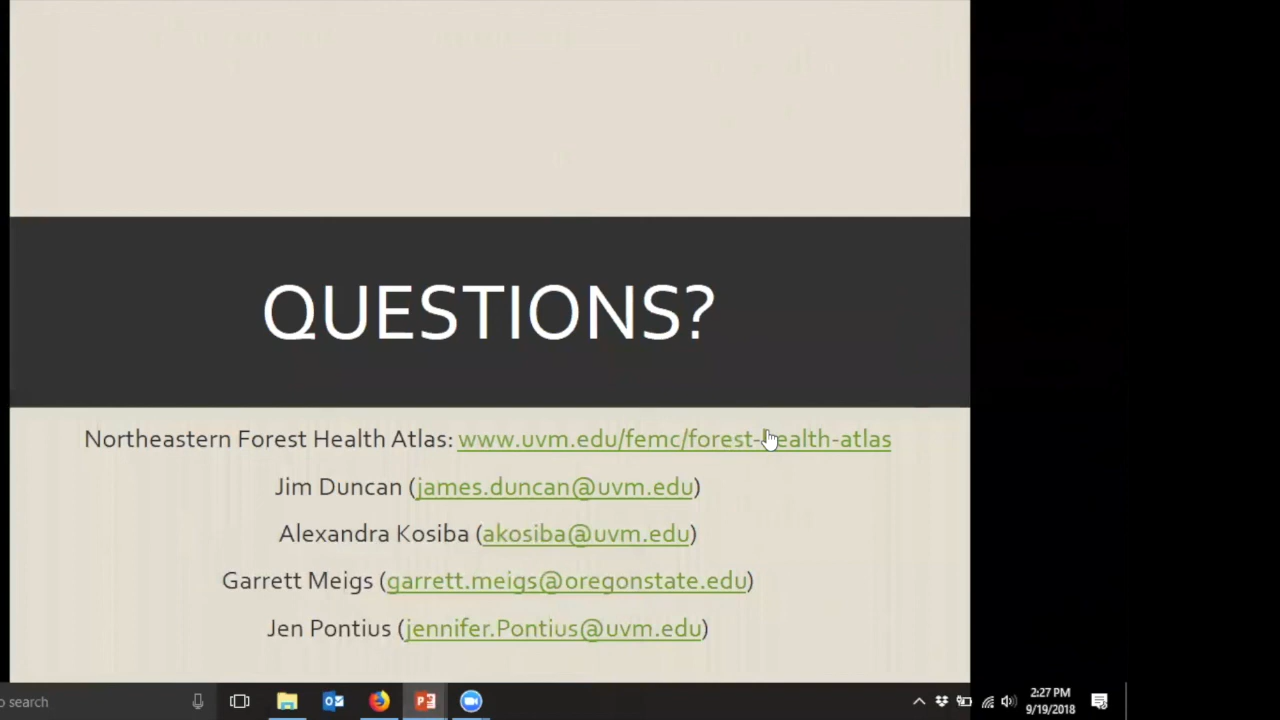 QUESTIONS?
Northeastern Forest Health Atlas: www.uvm.edu/femc/forest-health-atlas
Jim Duncan (james.duncan@uvm.edu)
Alexandra Kosiba (akosiba@uvm.edu)
Garrett Meigs (garrett.meigs@oregonstate.edu)
Jen Pontius (jennifer.Pontius@uvm.edu)
o search
2:27 PM
9/19/2018